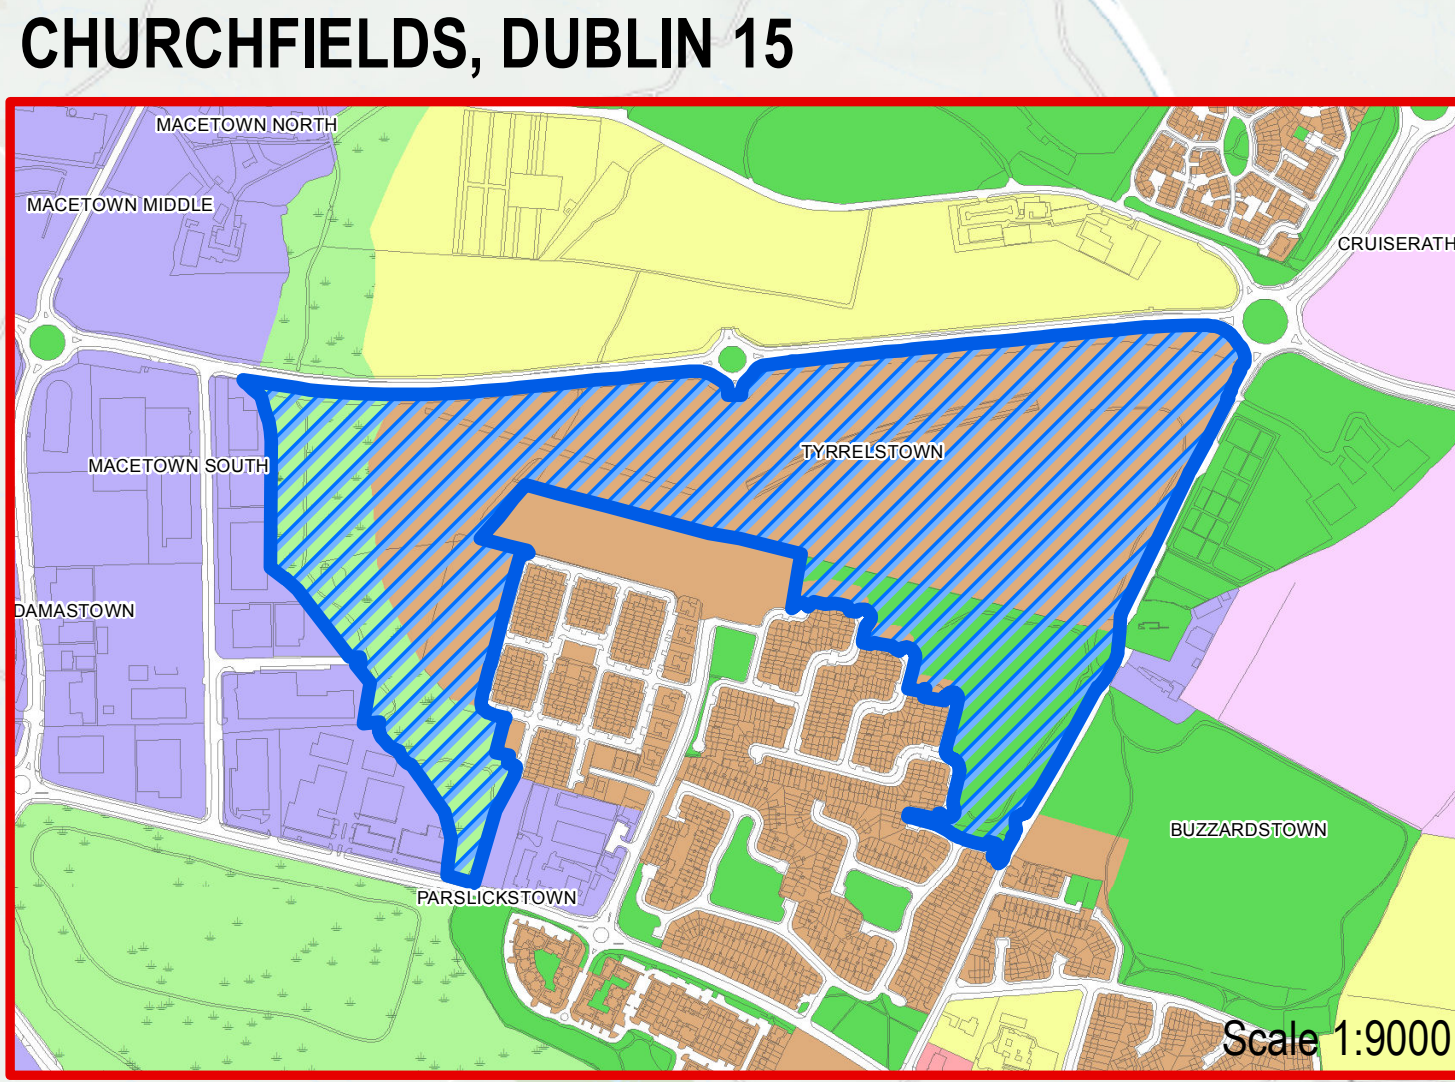 CHURCHFIELDS, DUBLIN 15
MACETOWN NORTH
MACETOWN MIDDLE
CRUISERATH
TYRRELSTOWN
MACETOWN SOUTH
DAMASTOWN
BUZZARDSTOWN
PARSLICKSTOWN
Scale 1:9000